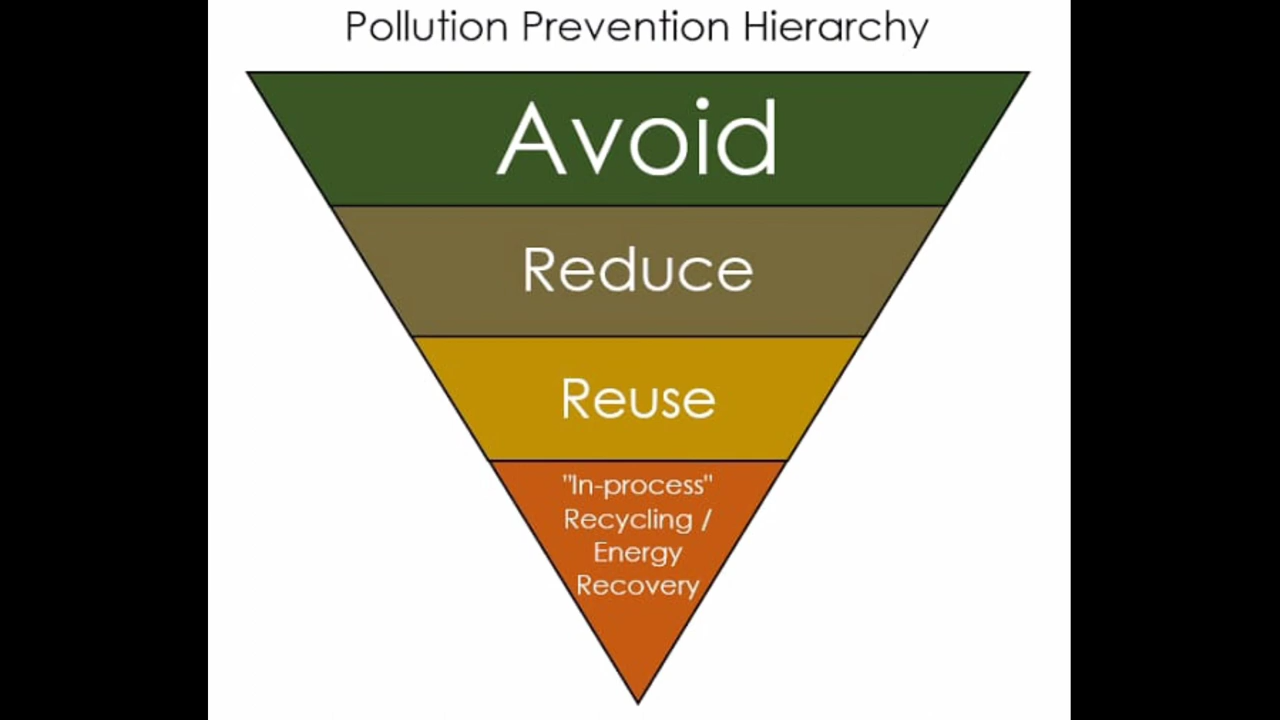 Pollution Prevention Hierarchy
Avoid
Reduce
Reuse
"In-process"
Recycling /
Energy
Recovery